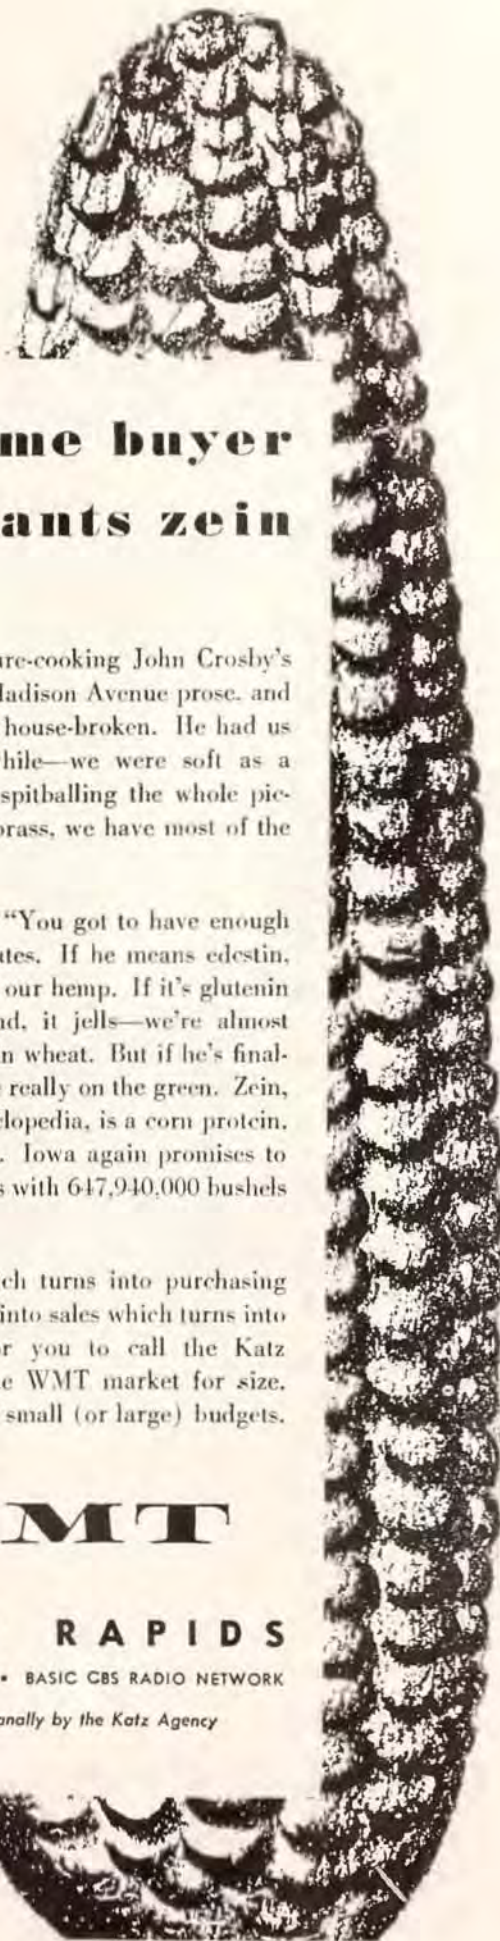 me buyer
ants zein
re-cooking John Crosby's
adison Avenue prose, and
house-broken. He had us
hile—we were soft as a
spitballing the whole pic-
rass, we have most of the
"You got to have enough
tes. If he means edestin,
our hemp. If it's glutenin
nd, it jells—we're almost
n wheat. But if he's final-
really on the green. Zein,
lopedia, is a corn protein.
. Iowa again promises to
s with 647,940,000 bushels
ch turns into purchasing
into sales which turns into
r you to call the Katz
e WMT market for size.
small (or large) budgets.
MT
RAPIDS
• BASIC CBS RADIO NETWORK
onally by the Katz Agency